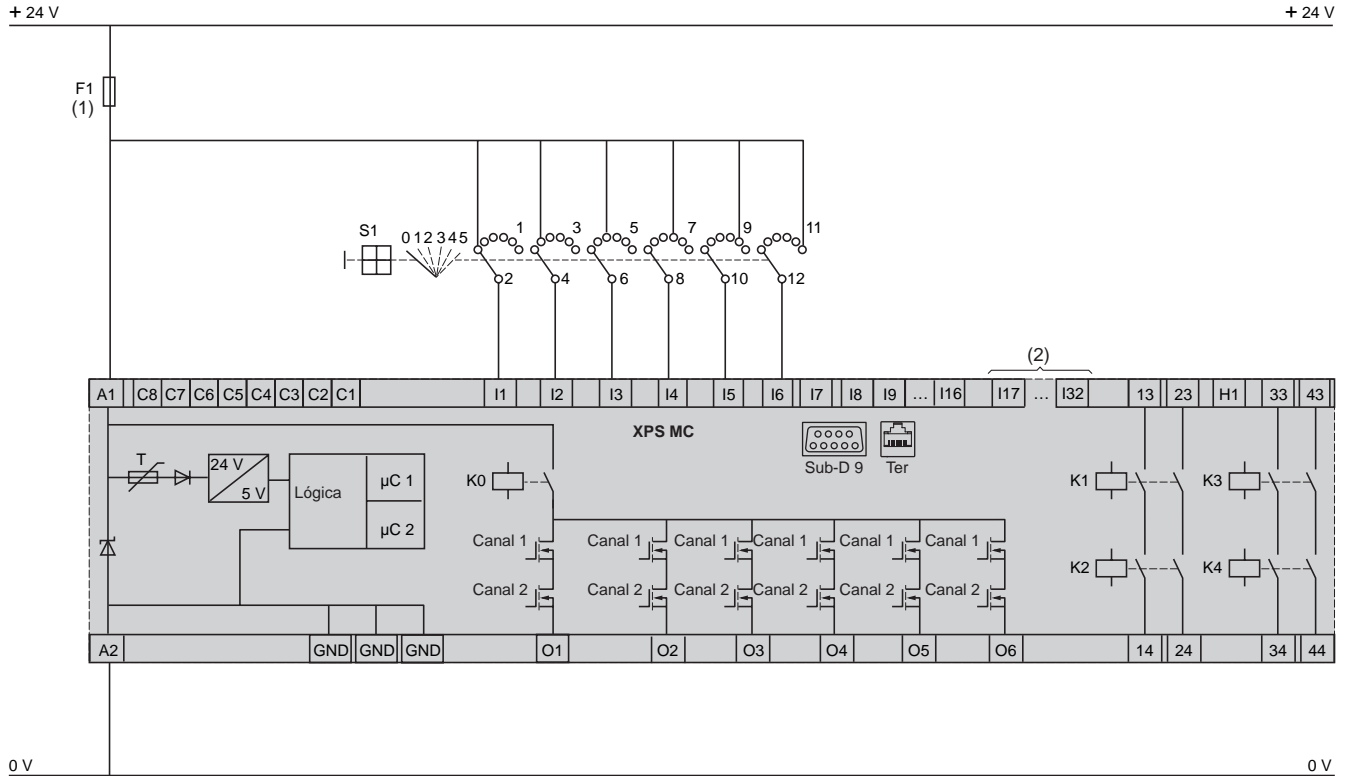 + 24 V + 24 V
F1
(1)
S1 0 1 2 3 4 5 1 3 5 7 9 11
2 4 6 8 10 12
(2)
A1 C8 C7 C6 C5 C4 C3 C2 C1 I1 I2 I3 I4 I5 I6 I7 I8 I9 ... I16 I17 ... I32 13 23 H1 33 43
XPS MC
Sub-D 9 Ter
T 24 V
5 V Lógica µC 1 K0 K1 K3
µC 2
Canal 1 Canal 1 Canal 1 Canal 1 Canal 1 Canal 1
K2 K4
Canal 2 Canal 2 Canal 2 Canal 2 Canal 2 Canal 2
A2 GND GND GND O1 O2 O3 O4 O5 O6 14 24 34 44
0 V 0 V